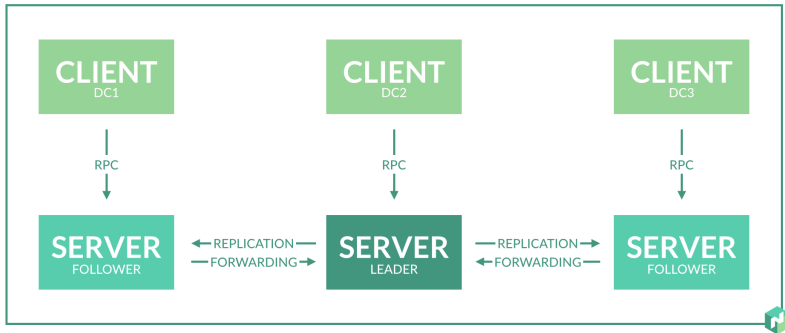 CLIENT
DC1
CLIENT
DC2
CLIENT
DC3
RPC
RPC
RPC
SERVER
FOLLOWER
REPLICATION
FORWARDING
SERVER
LEADER
REPLICATION
FORWARDING
SERVER
FOLLOWER